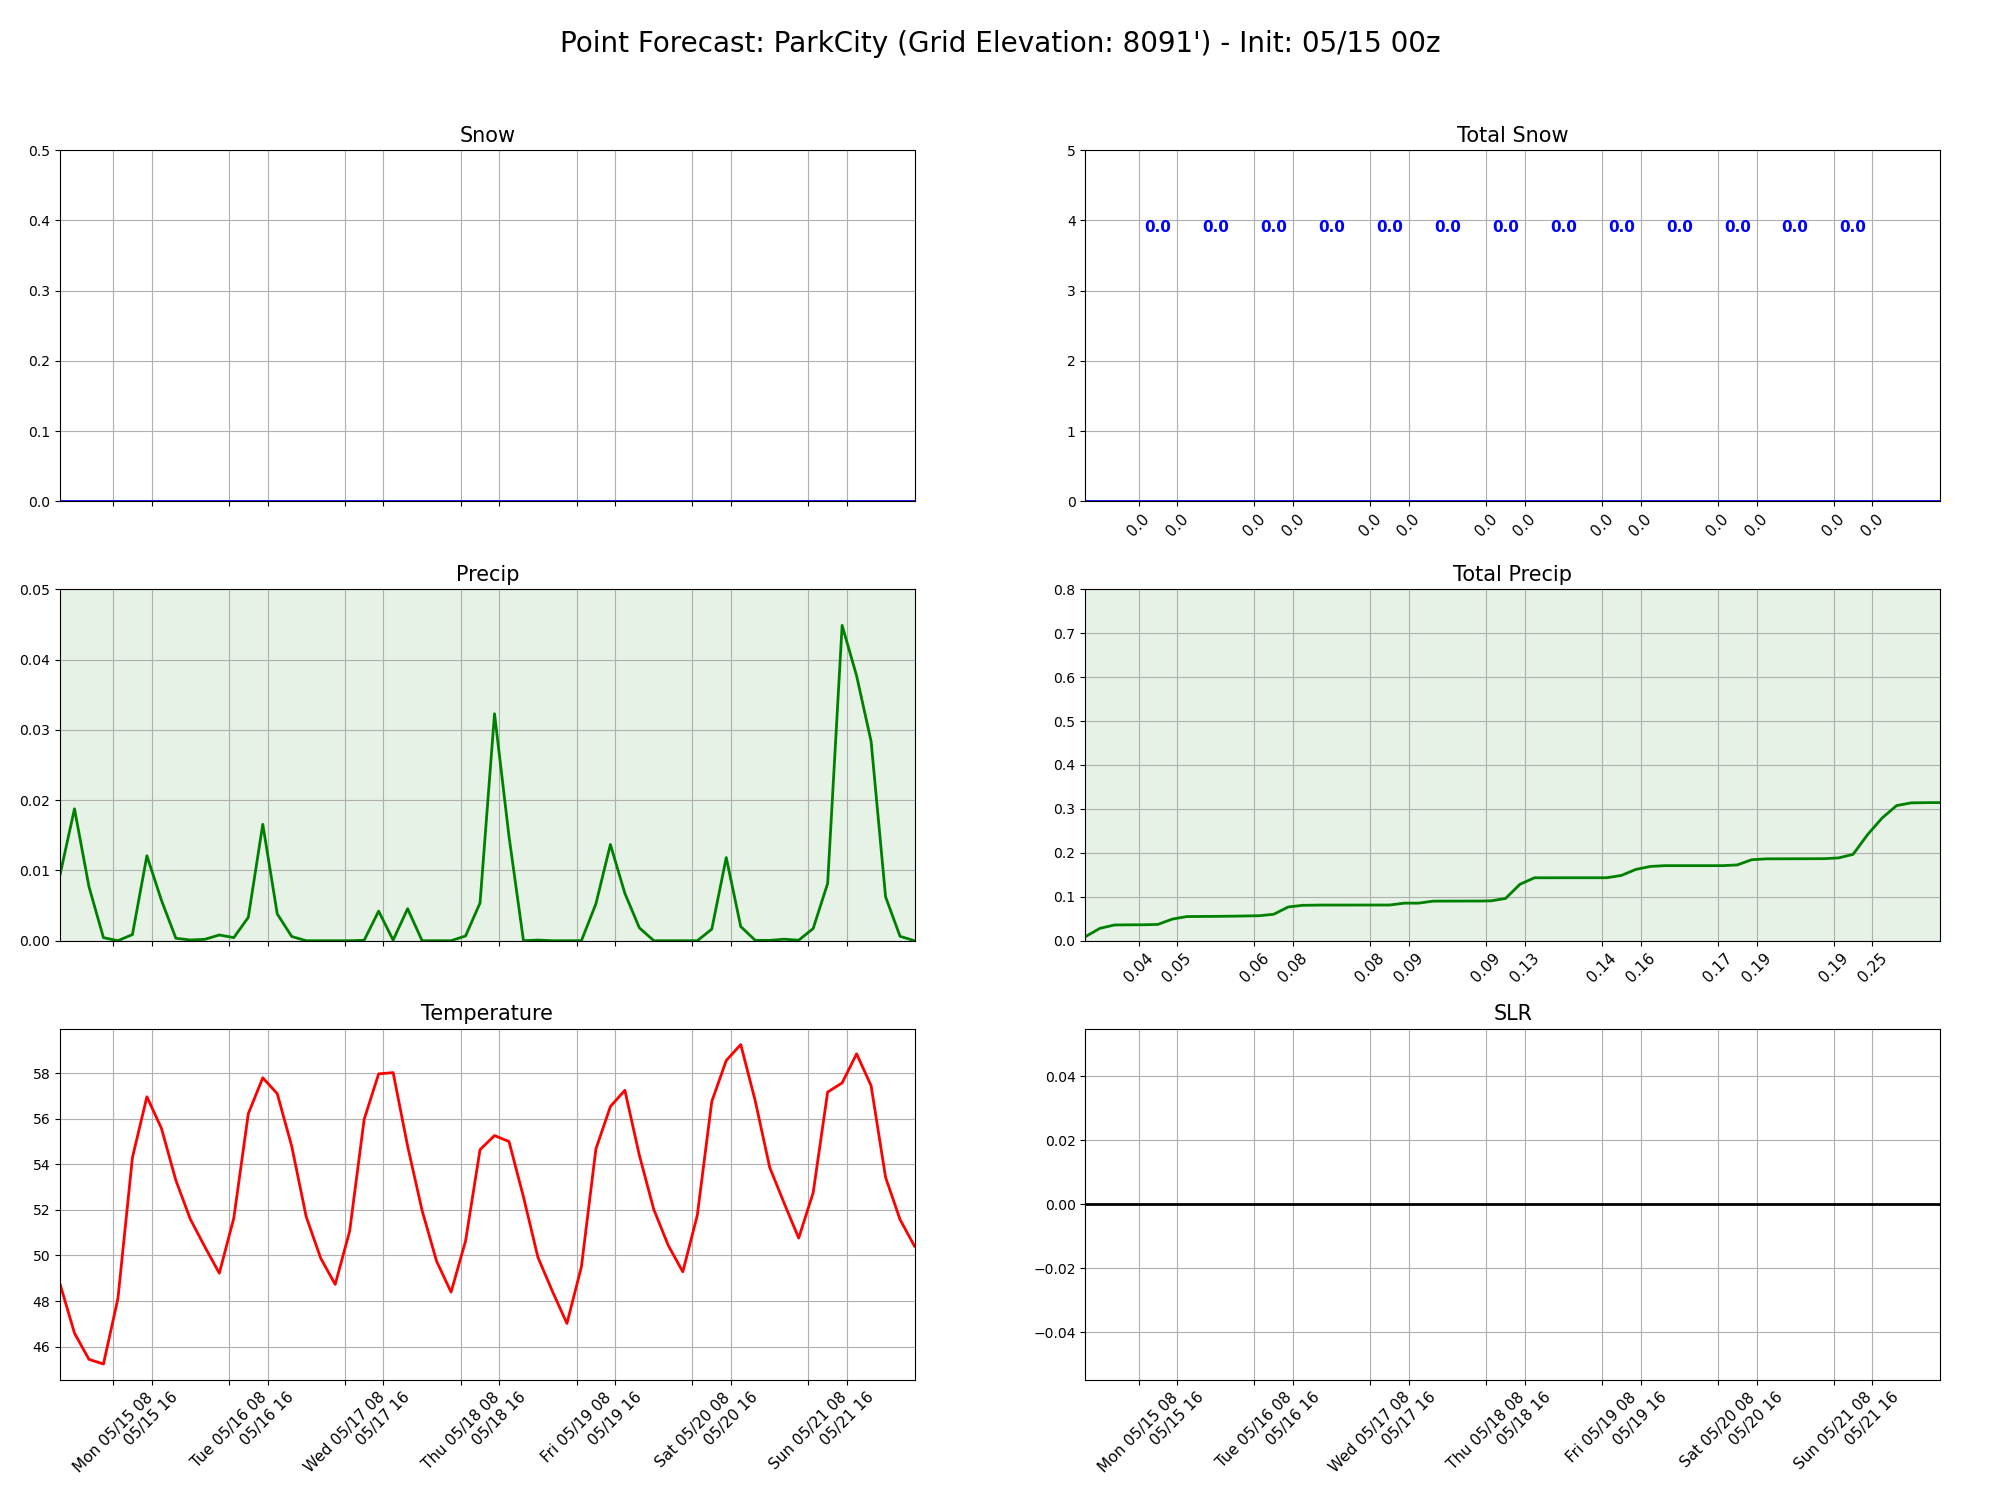 Point Forecast: ParkCity (Grid Elevation: 8091') - Init: 05/15 00z
Snow
0.5
0.4
0.3
0.2
0.1
0.0
Total Snow
5
4
3
2
1
0
0.0 0.0 0.0 0.0 0.0 0.0 0.0 0.0 0.0 0.0 0.0 0.0 0.0
0.0 0.0 0.0 0.0 0.0 0.0 0.0 0.0 0.0 0.0 0.0 0.0 0.0 0.0
Precip
0.05
0.04
0.03
0.02
0.01
0.00
Total Precip
0.8
0.7
0.6
0.5
0.4
0.3
0.2
0.1
0.0
0.04 0.05 0.06 0.08 0.08 0.09 0.09 0.13 0.14 0.16 0.17 0.19 0.19 0.25
Temperature
58
56
54
52
50
48
46
Mon 05/15 08
05/15 16
Tue 05/16 08
05/16 16
Wed 05/17 08
05/17 16
Thu 05/18 08
05/18 16
Fri 05/19 08
05/19 16
Sat 05/20 08
05/20 16
Sun 05/21 08
05/21 16
SLR
0.04
0.02
0.00
−0.02
−0.04
Mon 05/15 08
05/15 16
Tue 05/16 08
05/16 16
Wed 05/17 08
05/17 16
Thu 05/18 08
05/18 16
Fri 05/19 08
05/19 16
Sat 05/20 08
05/20 16
Sun 05/21 08
05/21 16